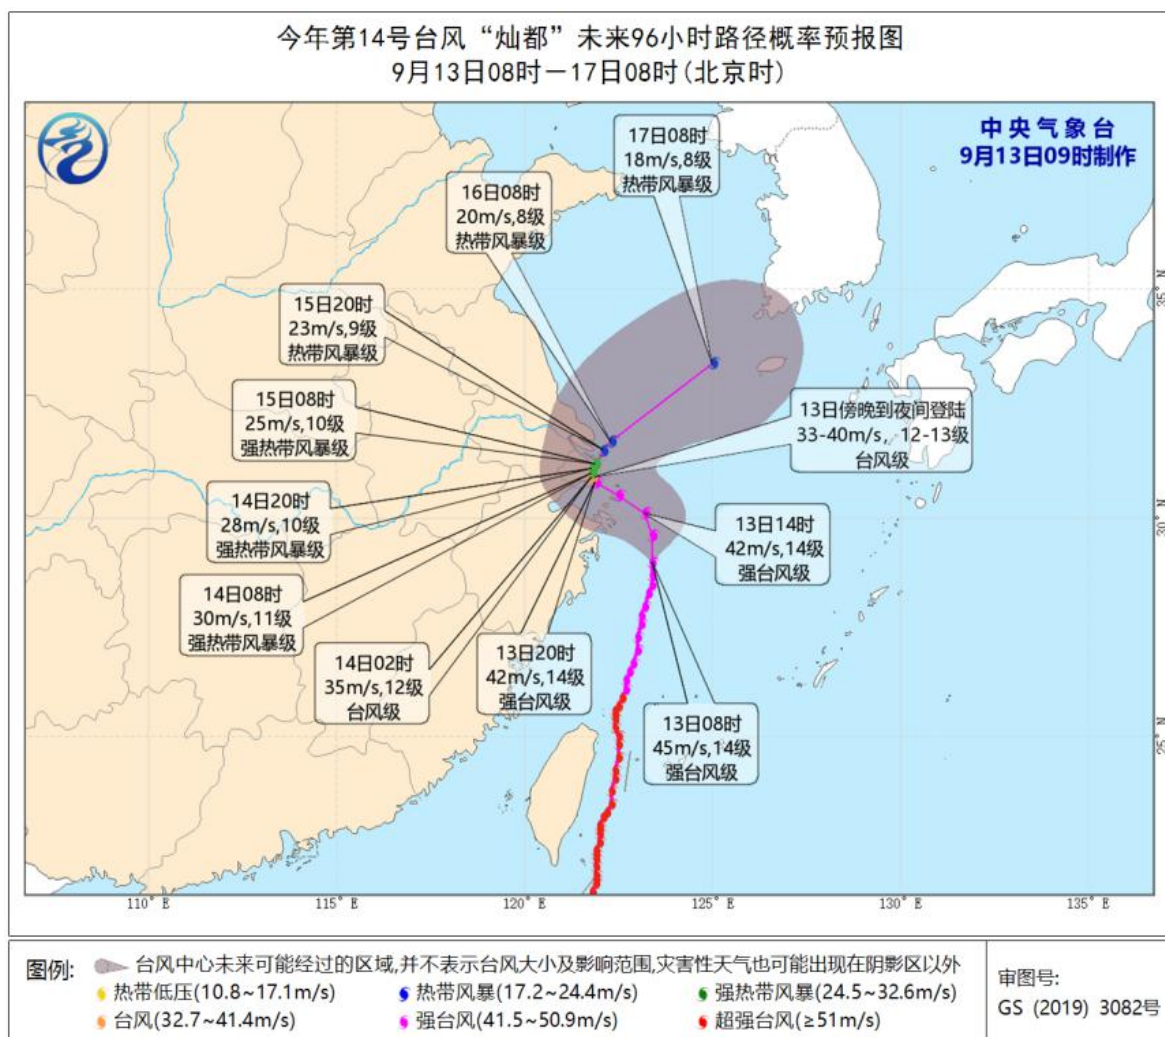 今年第14号台风“灿都”未来96小时路径概率预报图
9月13日08时－17日08时(北京时)
中央气象台
9月13日09时制作
17日08时
18m/s,8级
热带风暴级
16日08时
20m/s,8级
热带风暴级
15日20时
23m/s,9级
热带风暴级
15日08时
25m/s,10级
强热带风暴级
13日傍晚到夜间登陆
33-40m/s，12-13级
台风级
14日20时
28m/s,10级
强热带风暴级
13日14时
42m/s,14级
强台风级
14日08时
30m/s,11级
强热带风暴级
14日02时
35m/s,12级
台风级
13日20时
42m/s,14级
强台风级
13日08时
45m/s,14级
强台风级
35° N
30° N
25° N
110° E
115° E
120° E
125° E
130° E
135° E
图例:
台风中心未来可能经过的区域,并不表示台风大小及影响范围,灾害性天气也可能出现在阴影区以外
热带低压(10.8~17.1m/s)
热带风暴(17.2~24.4m/s)
强热带风暴(24.5~32.6m/s)
台风(32.7~41.4m/s)
强台风(41.5~50.9m/s)
超强台风(≥51m/s)
审图号:
GS (2019) 3082号